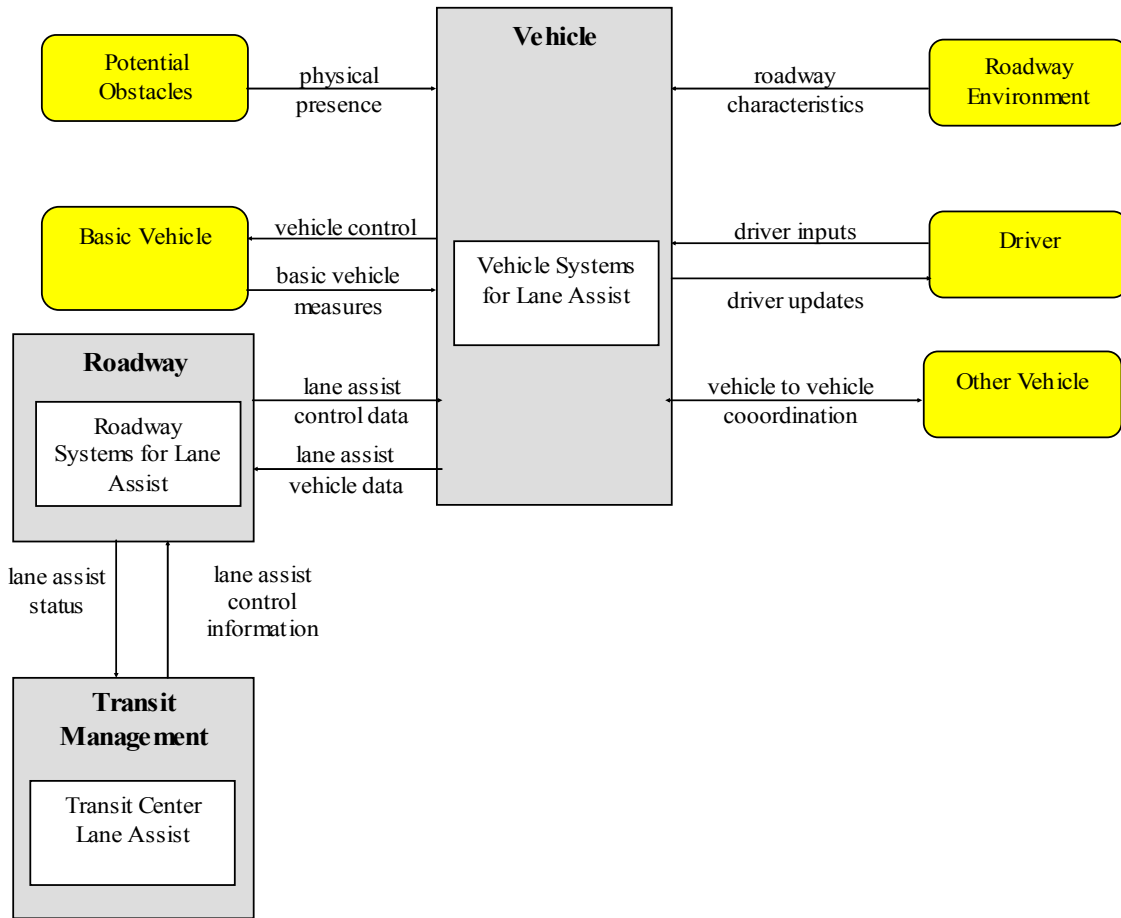 Vehicle
Potential
Obstacles
physical
presence
roadway
characteristics
Roadway
Environment
Basic Vehicle
vehicle control
basic vehicle
measures
Vehicle Systems
for Lane Assist
driver inputs
driver updates
Driver
Roadway
Roadway
Systems for Lane
Assist
lane assist
control data
lane assist
vehicle data
vehicle to vehicle
cooordination
Other Vehicle
lane assist
status
lane assist
control
information
Transit
Management
Transit Center
Lane Assist